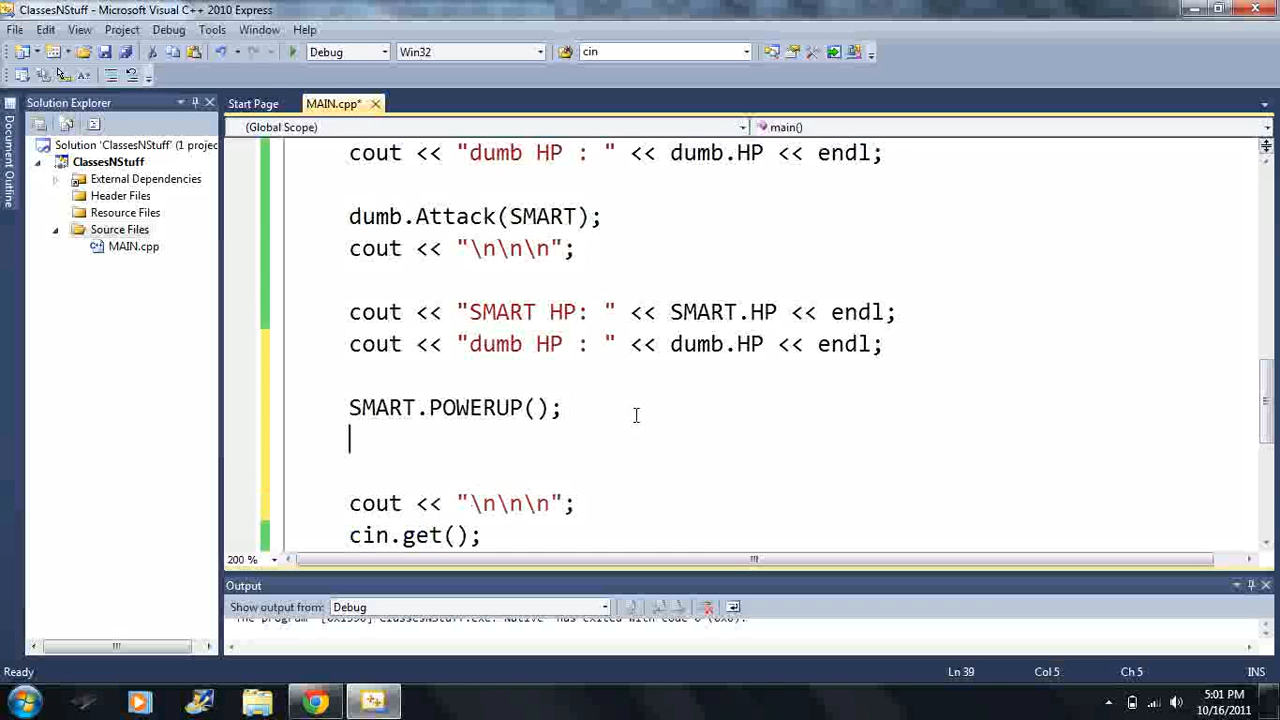 ClassesNStuff - Microsoft Visual C++ 2010 Express
File Edit View Project Debug Tools Window Help
Debug Win32 cin
Solution Explorer
Start Page MAIN.cpp*
(Global Scope) main()
Document Outline
Solution 'ClassesNStuff' (1 projec
ClassesNStuff
External Dependencies
Header Files
Resource Files
Source Files
MAIN.cpp
cout << "dumb HP : " << dumb.HP << endl;
dumb.Attack(SMART);
cout << "\n\n\n";
cout << "SMART HP: " << SMART.HP << endl;
cout << "dumb HP : " << dumb.HP << endl;
SMART.POWERUP();
cout << "\n\n\n";
cin.get();
200 %
Output
Show output from: Debug
Ready Ln 39 Col 5 Ch 5 INS
5:01 PM
10/16/2011